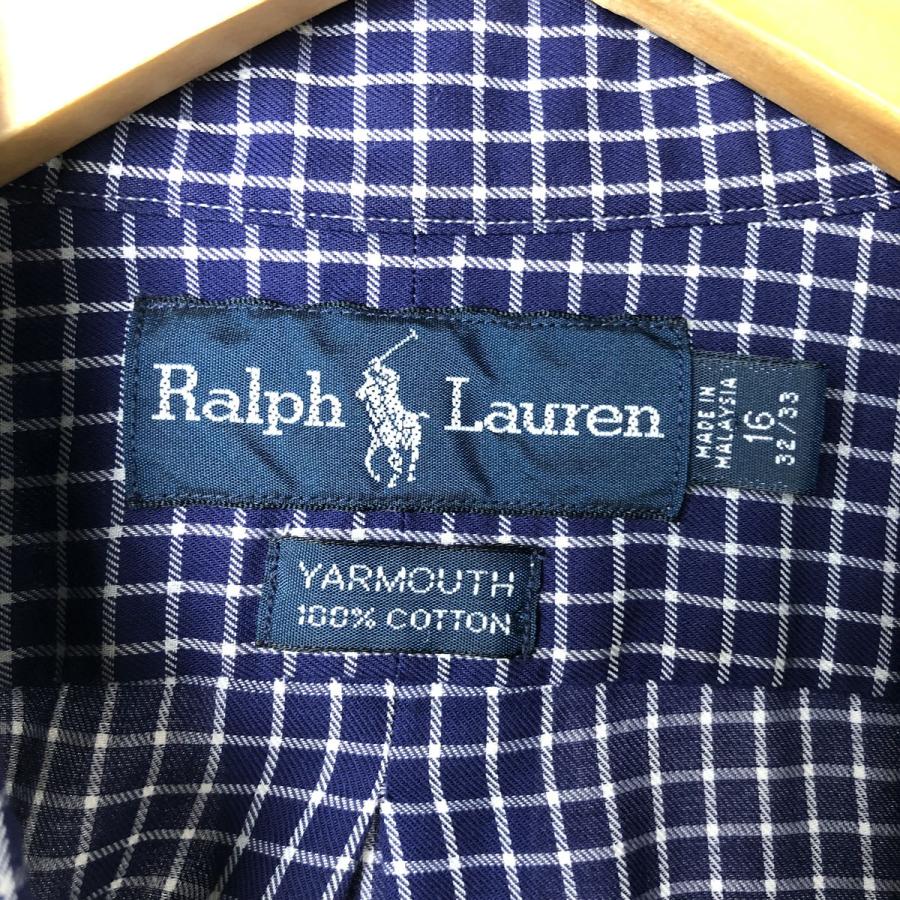 Ralph Lauren
MADE IN
MALAYSIA
16
32/33
YARMOUTH
100% COTTON